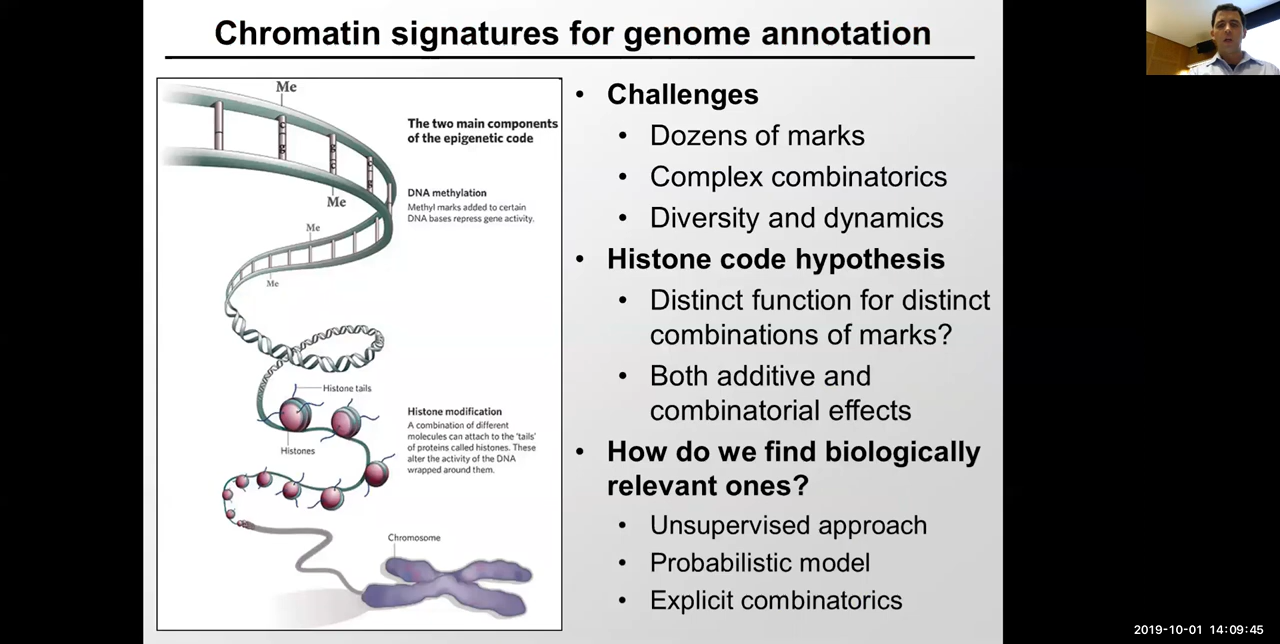 Chromatin signatures for genome annotation
Me
The two main components
of the epigenetic code
DNA methylation
Methyl marks added to certain
DNA bases repress gene activity.
Me
Me
Me
Histone tails
Histone modification
A combination of different
molecules can attach to the 'tails'
of proteins called histones. These
alter the activity of the DNA
wrapped around them.
Histones
Chromosome
• Challenges
• Dozens of marks
• Complex combinatorics
• Diversity and dynamics
• Histone code hypothesis
• Distinct function for distinct
combinations of marks?
• Both additive and
combinatorial effects
• How do we find biologically
relevant ones?
• Unsupervised approach
• Probabilistic model
• Explicit combinatorics
2019-10-01 14:09:45